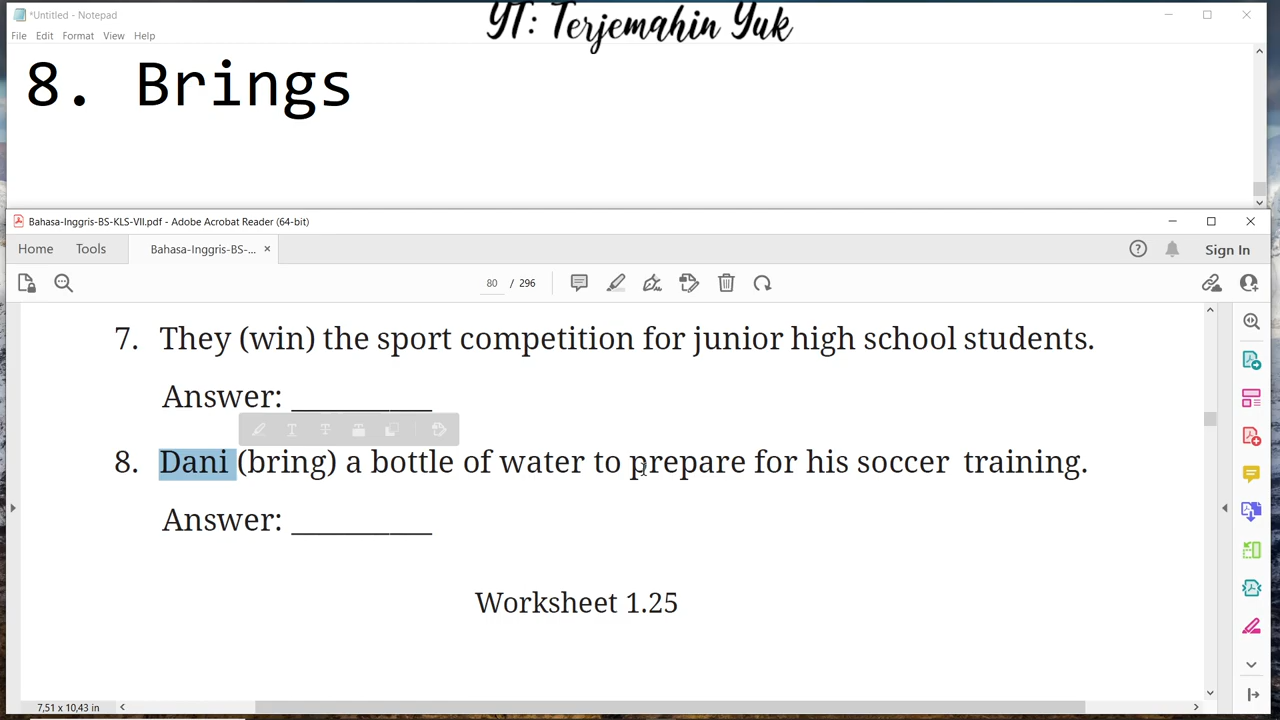 *Untitled - Notepad
YT: Terjemahin Yuk
File Edit Format View Help
8. Brings
Bahasa-Inggris-BS-KLS-VII.pdf - Adobe Acrobat Reader (64-bit)
Home Tools Bahasa-Inggris-BS-... × Sign In
80 / 296
7. They (win) the sport competition for junior high school students.
Answer: __________
8. Dani (bring) a bottle of water to prepare for his soccer training.
Answer: __________
Worksheet 1.25
7,51 x 10,43 in